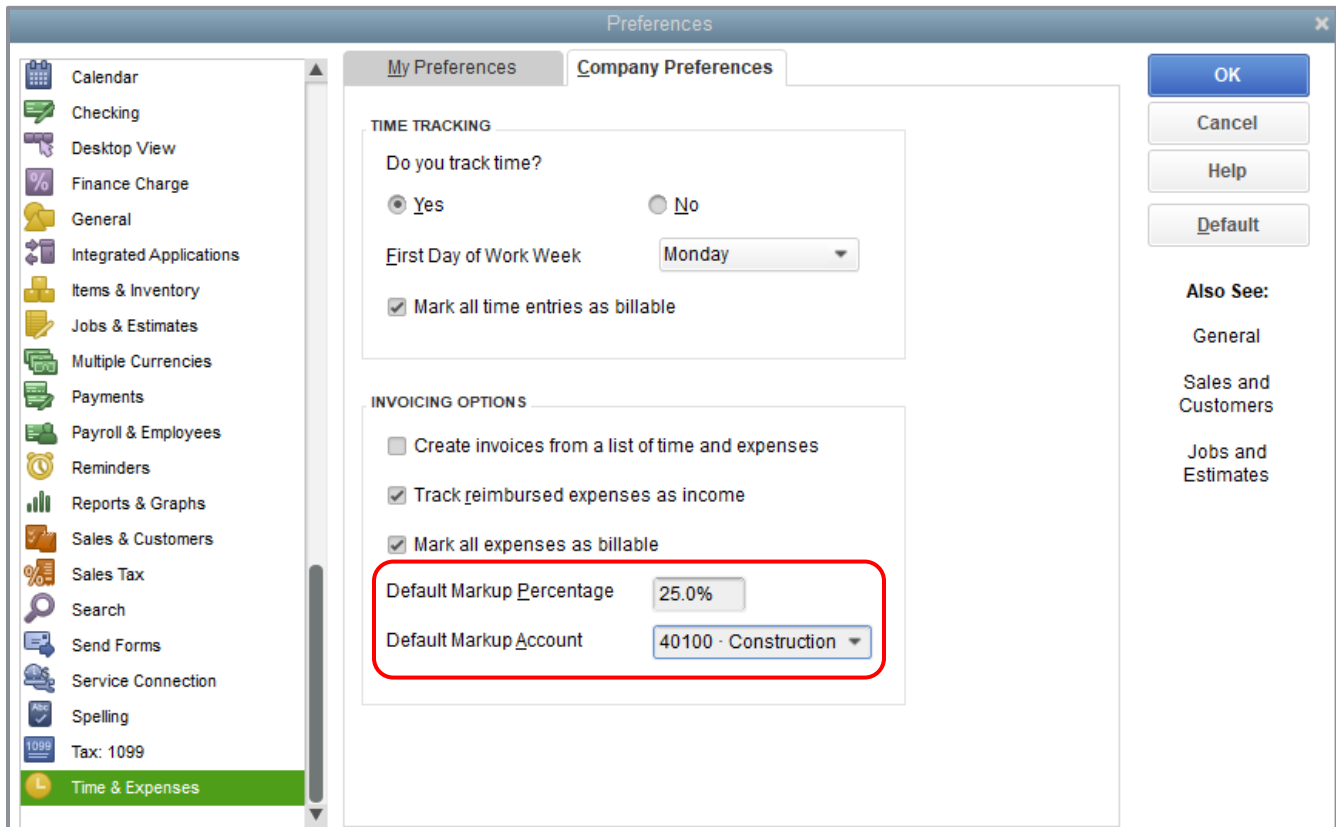 Preferences
Calendar
Checking
Desktop View
Finance Charge
General
Integrated Applications
Items & Inventory
Jobs & Estimates
Multiple Currencies
Payments
Payroll & Employees
Reminders
Reports & Graphs
Sales & Customers
Sales Tax
Search
Send Forms
Service Connection
Abc
Spelling
1099
Tax: 1099
Time & Expenses
My Preferences
Company Preferences
TIME TRACKING
Do you track time?
Yes No
First Day of Work Week Monday
Mark all time entries as billable
INVOICING OPTIONS
Create invoices from a list of time and expenses
Track reimbursed expenses as income
Mark all expenses as billable
Default Markup Percentage 25.0%
Default Markup Account 40100 · Construction
OK
Cancel
Help
Default
Also See:
General
Sales and
Customers
Jobs and
Estimates